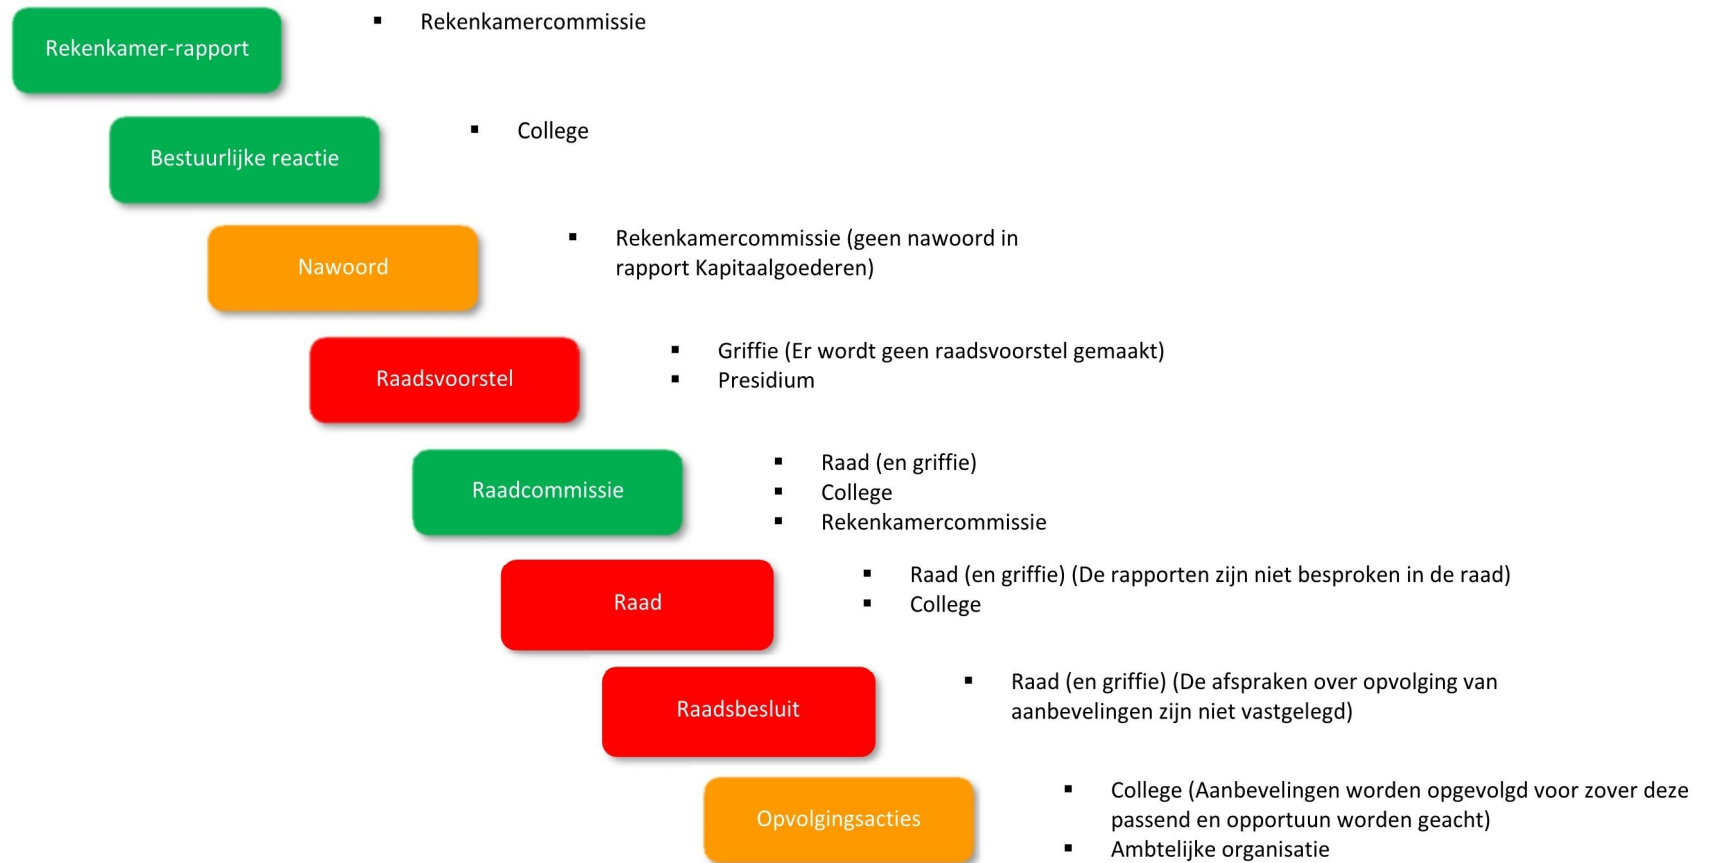 Rekenkamer-rapport
▪ Rekenkamercommissie
Bestuurlijke reactie
▪ College
Nawoord
▪ Rekenkamercommissie (geen nawoord in
rapport Kapitaalgoederen)
Raadsvoorstel
▪ Griffie (Er wordt geen raadsvoorstel gemaakt)
▪ Presidium
Raadcommissie
▪ Raad (en griffie)
▪ College
▪ Rekenkamercommissie
Raad
▪ Raad (en griffie) (De rapporten zijn niet besproken in de raad)
▪ College
Raadsbesluit
▪ Raad (en griffie) (De afspraken over opvolging van
aanbevelingen zijn niet vastgelegd)
Opvolgingsacties
▪ College (Aanbevelingen worden opgevolgd voor zover deze
passend en opportuun worden geacht)
▪ Ambtelijke organisatie